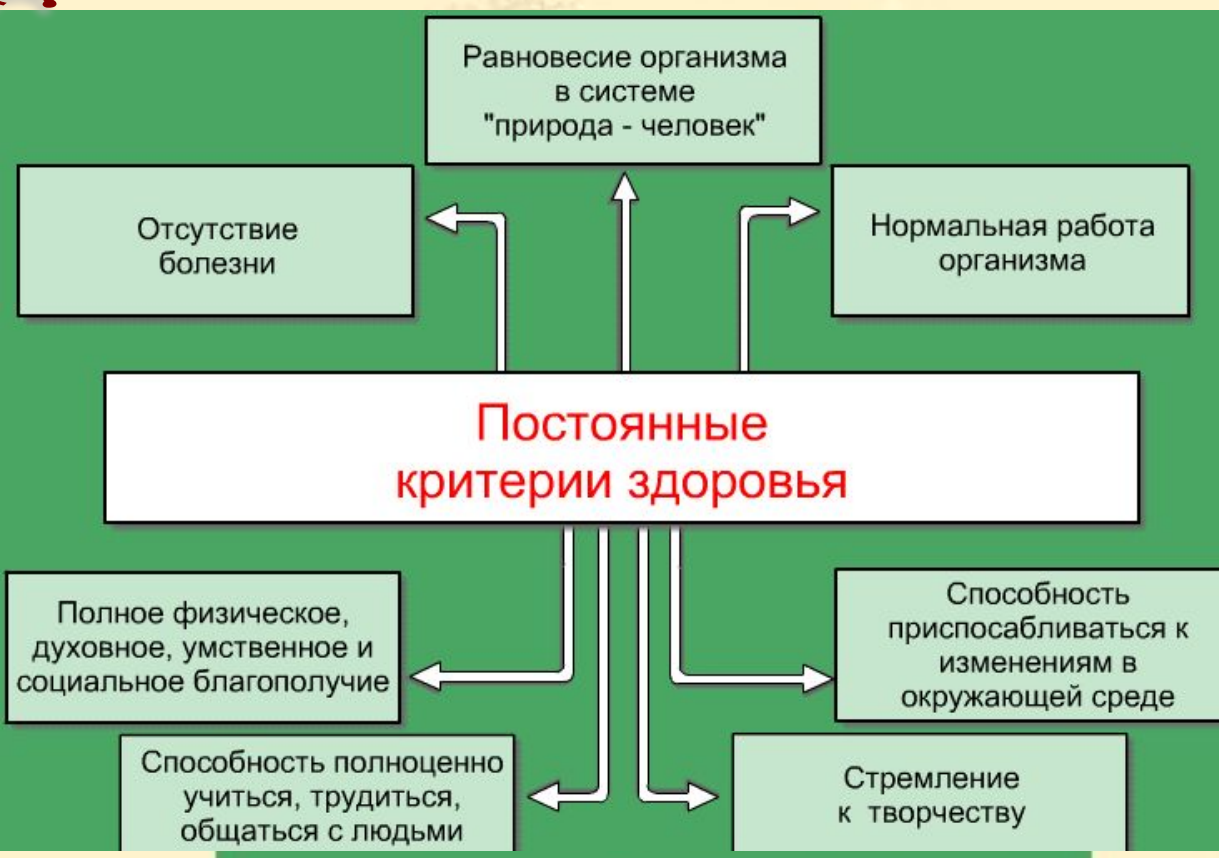 Равновесие организма
в системе
"природа - человек"
Отсутствие
болезни
Нормальная работа
организма
Постоянные
критерии здоровья
Полное физическое,
духовное, умственное и
социальное благополучие
Способность
приспосабливаться к
изменениям в
окружающей среде
Способность полноценно
учиться, трудиться,
общаться с людьми
Стремление
к творчеству